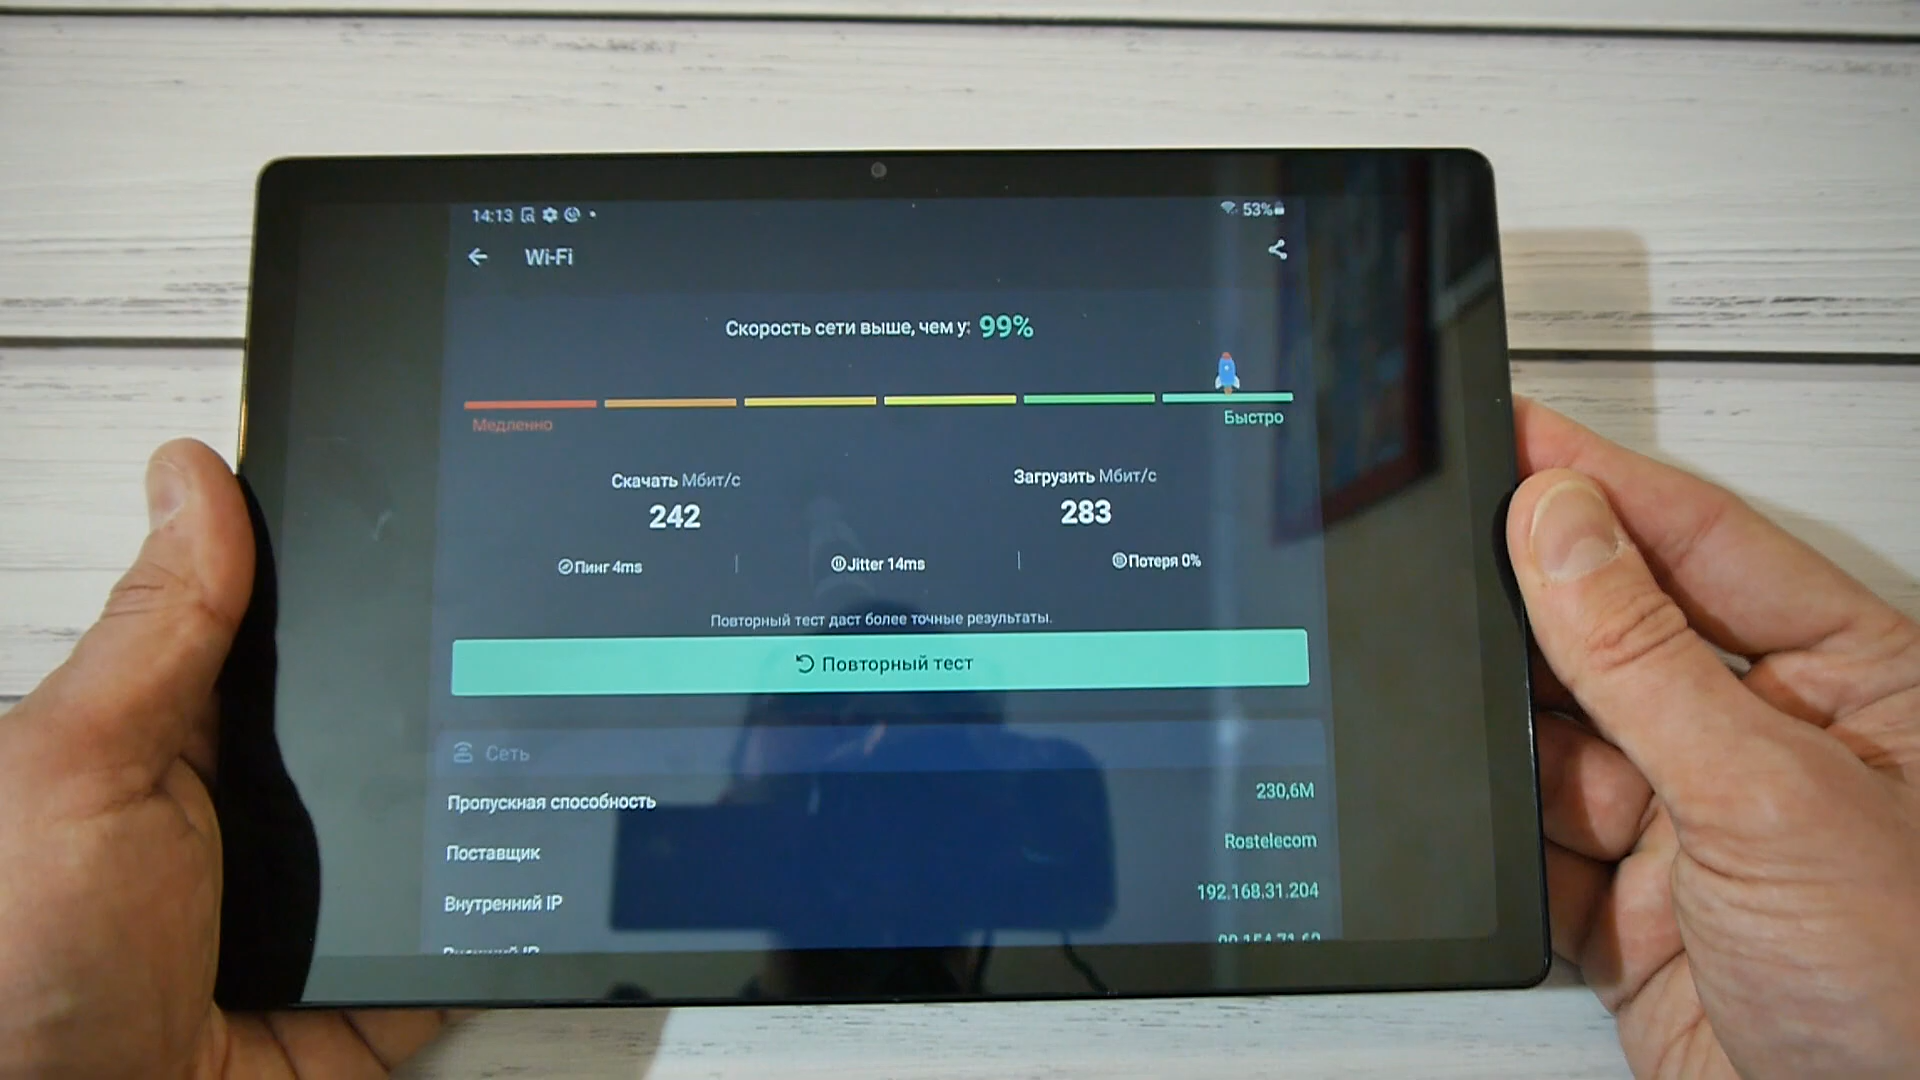 14:13 53%
Wi-Fi
Скорость сети выше, чем у: 99%
Медленно Быстро
Скачать Мбит/с Загрузить Мбит/с
242 283
Пинг 4ms Jitter 14ms Потеря 0%
Повторный тест даст более точные результаты.
Повторный тест
Сеть
Пропускная способность 230,6M
Поставщик Rostelecom
Внутренний IP 192.168.31.204
IP